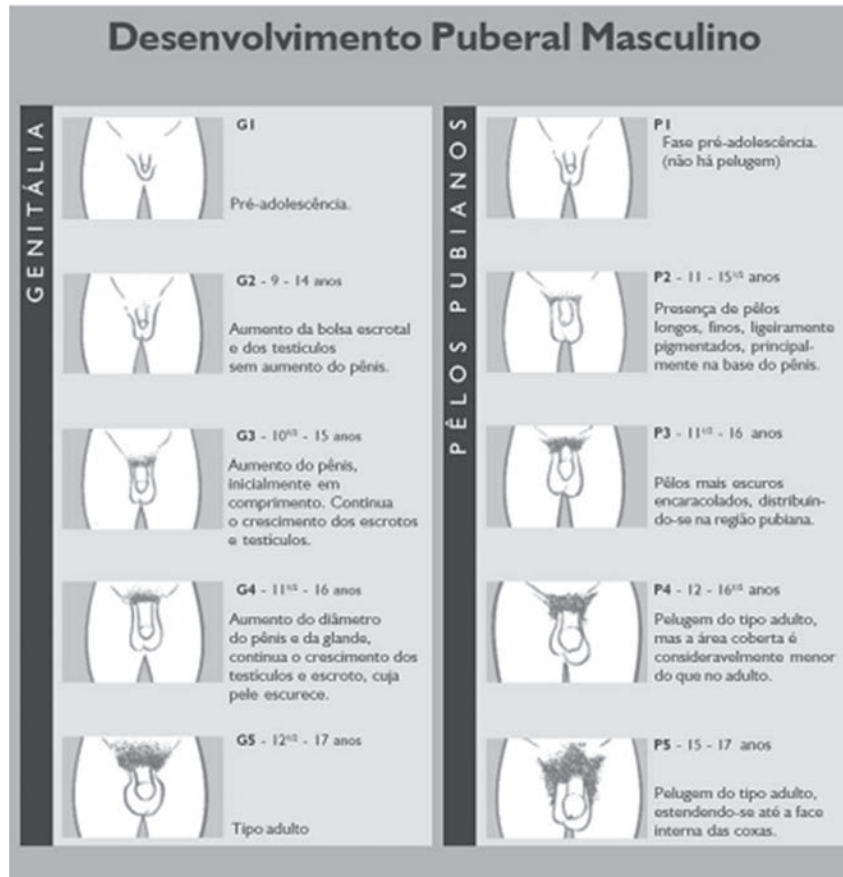 Desenvolvimento Puberal Masculino
GENITÁLIA
G1
Pré-adolescência.
G2 - 9 - 14 anos
Aumento da bolsa escrotal
e dos testículos
sem aumento do pênis.
G3 - 10¹/² - 15 anos
Aumento do pênis,
inicialmente em
comprimento. Continua
o crescimento dos escrotos
e testículos.
G4 - 11¹/² - 16 anos
Aumento do diâmetro
do pênis e da glande,
continua o crescimento dos
testículos e escroto, cuja
pele escurece.
G5 - 12¹/² - 17 anos
Tipo adulto
PÊLOS PUBIANOS
P1
Fase pré-adolescência.
(não há pelugem)
P2 - 11 - 15¹/² anos
Presença de pêlos
longos, finos, ligeiramente
pigmentados, principal-
mente na base do pênis.
P3 - 11¹/² - 16 anos
Pêlos mais escuros
encaracolados, distribuin-
do-se na região pubiana.
P4 - 12 - 16¹/² anos
Pelugem do tipo adulto,
mas a área coberta é
consideravelmente menor
do que no adulto.
P5 - 15 - 17 anos
Pelugem do tipo adulto,
estendendo-se até a face
interna das coxas.